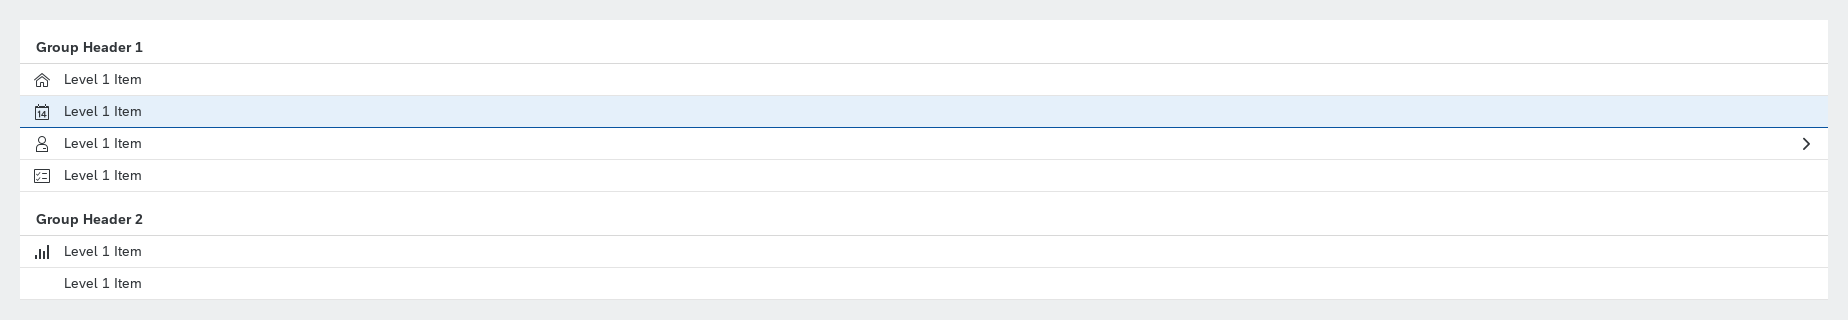 Group Header 1
Level 1 Item
14 Level 1 Item
Level 1 Item
Level 1 Item
Group Header 2
Level 1 Item
Level 1 Item